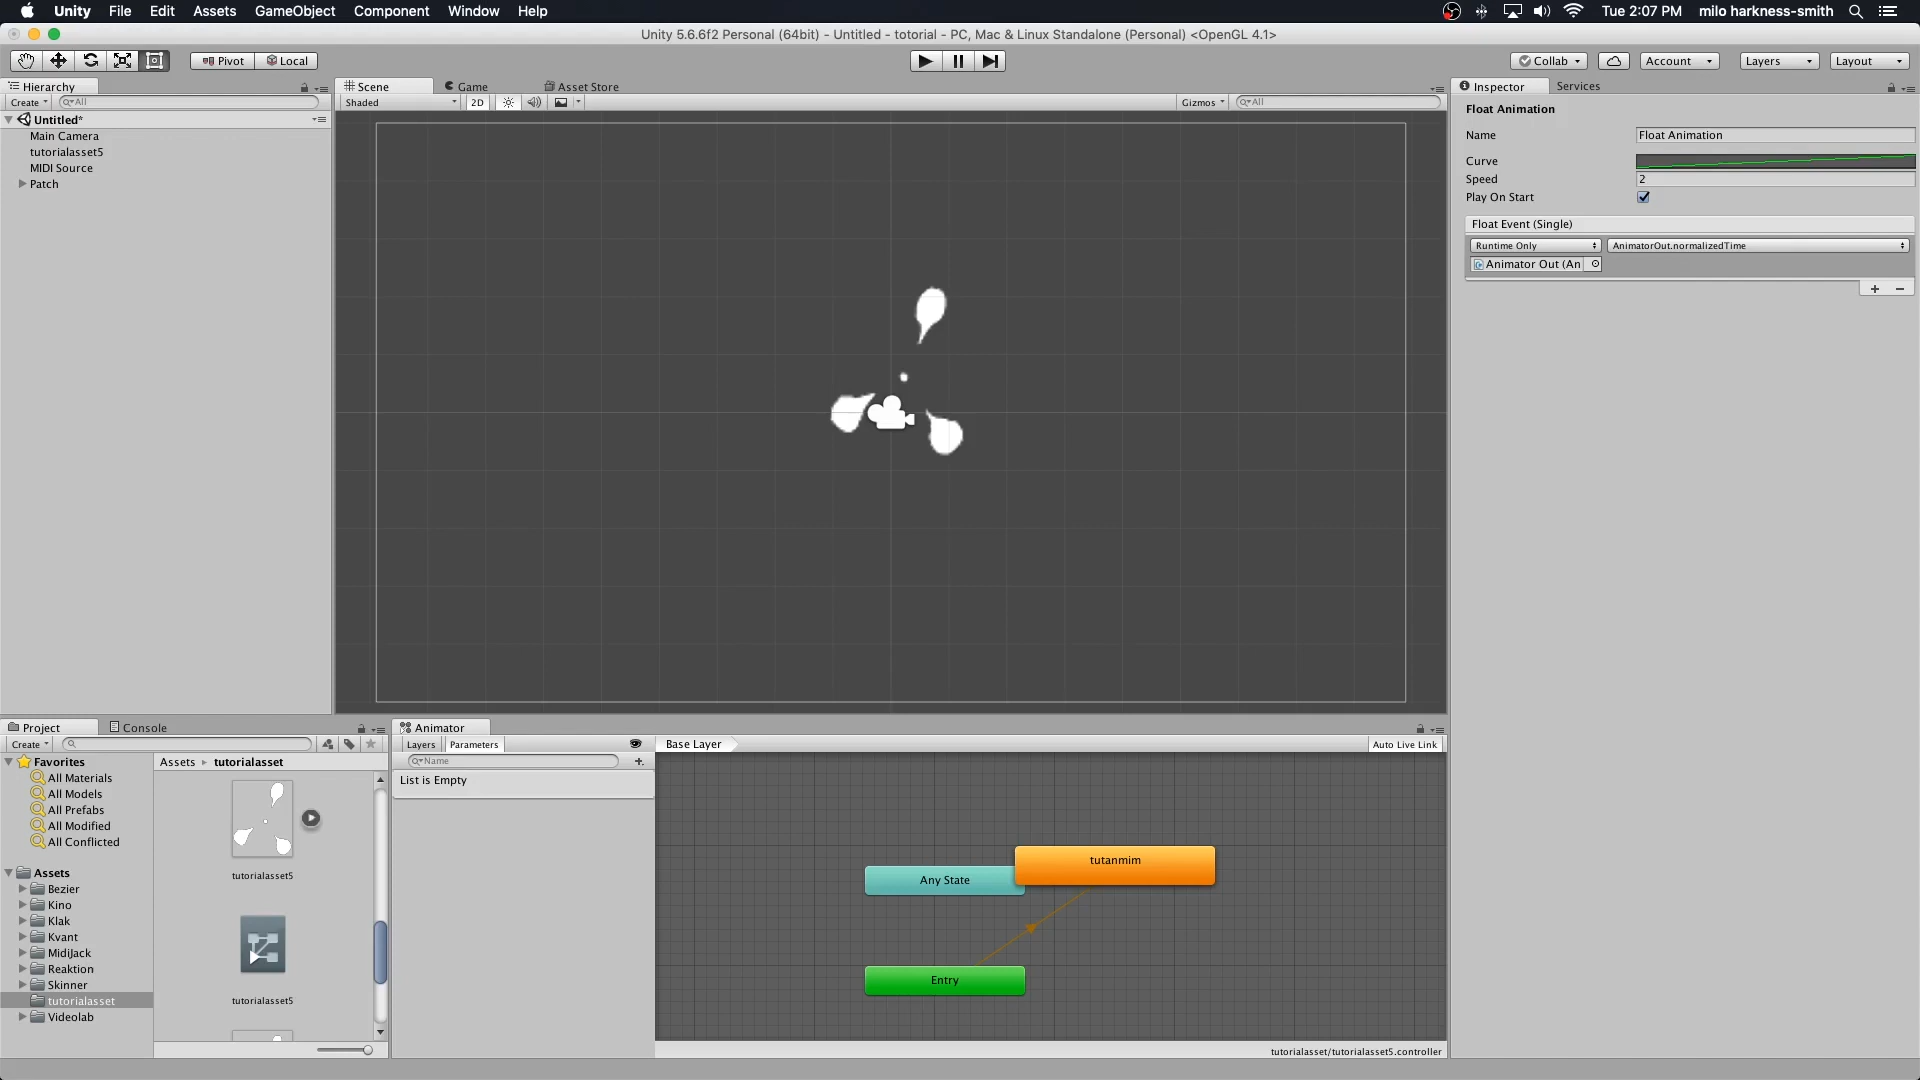 Unity File Edit Assets GameObject Component Window Help Tue 2:07 PM milo harkness-smith
Unity 5.6.6f2 Personal (64bit) - Untitled - tutorial - PC, Mac & Linux Standalone (Personal) <OpenGL 4.1>
Pivot Local Collab Account Layers Layout
Hierarchy
Create All
Untitled*
Main Camera
tutorialasset5
MIDI Source
Patch
Scene Game Asset Store
Shaded 2D Gizmos All
Inspector Services
Float Animation
Name Float Animation
Curve
Speed 2
Play On Start
Float Event (Single)
Runtime Only AnimatorOut.normalizedTime
Animator Out (An
+ −
Project Console
Create
Favorites
All Materials
All Models
All Prefabs
All Modified
All Conflicted
Assets
Bezier
Kino
Klak
Kvant
MidiJack
Reaktion
Skinner
tutorialasset
Videolab
Assets ▸ tutorialasset
tutorialasset5
tutorialasset5
Animator
Layers Parameters
Name
List is Empty
Base Layer Auto Live Link
tutanmim
Any State
Entry
tutorialasset/tutorialasset5.controller